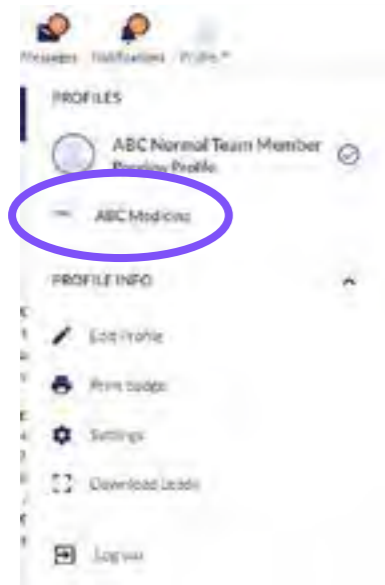 Messages Notifications Profile
PROFILES
ABC Normal Team Member
Preview Profile
ABC Medicine
PROFILE INFO
Edit Profile
Print badge
Settings
Download Leads
Log out